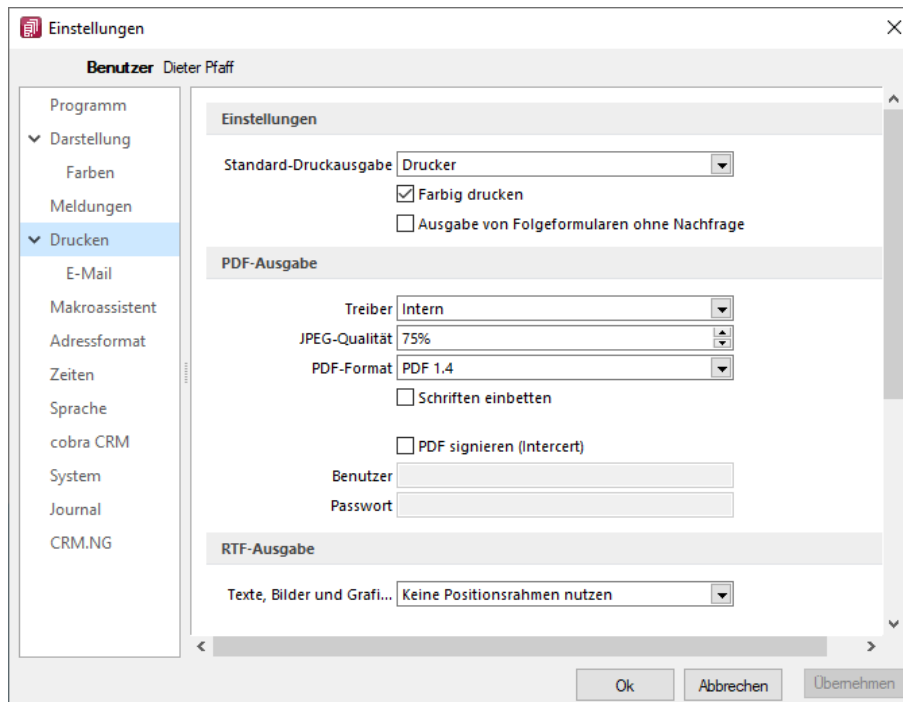 Einstellungen
Benutzer Dieter Pfaff
Programm
Darstellung
Farben
Meldungen
Drucken
E-Mail
Makroassistent
Adressformat
Zeiten
Sprache
cobra CRM
System
Journal
CRM.NG
Einstellungen
Standard-Druckausgabe Drucker
Farbig drucken
Ausgabe von Folgeformularen ohne Nachfrage
PDF-Ausgabe
Treiber Intern
JPEG-Qualität 75%
PDF-Format PDF 1.4
Schriften einbetten
PDF signieren (Intercert)
Benutzer
Passwort
RTF-Ausgabe
Texte, Bilder und Grafi... Keine Positionsrahmen nutzen
Ok Abbrechen Übernehmen